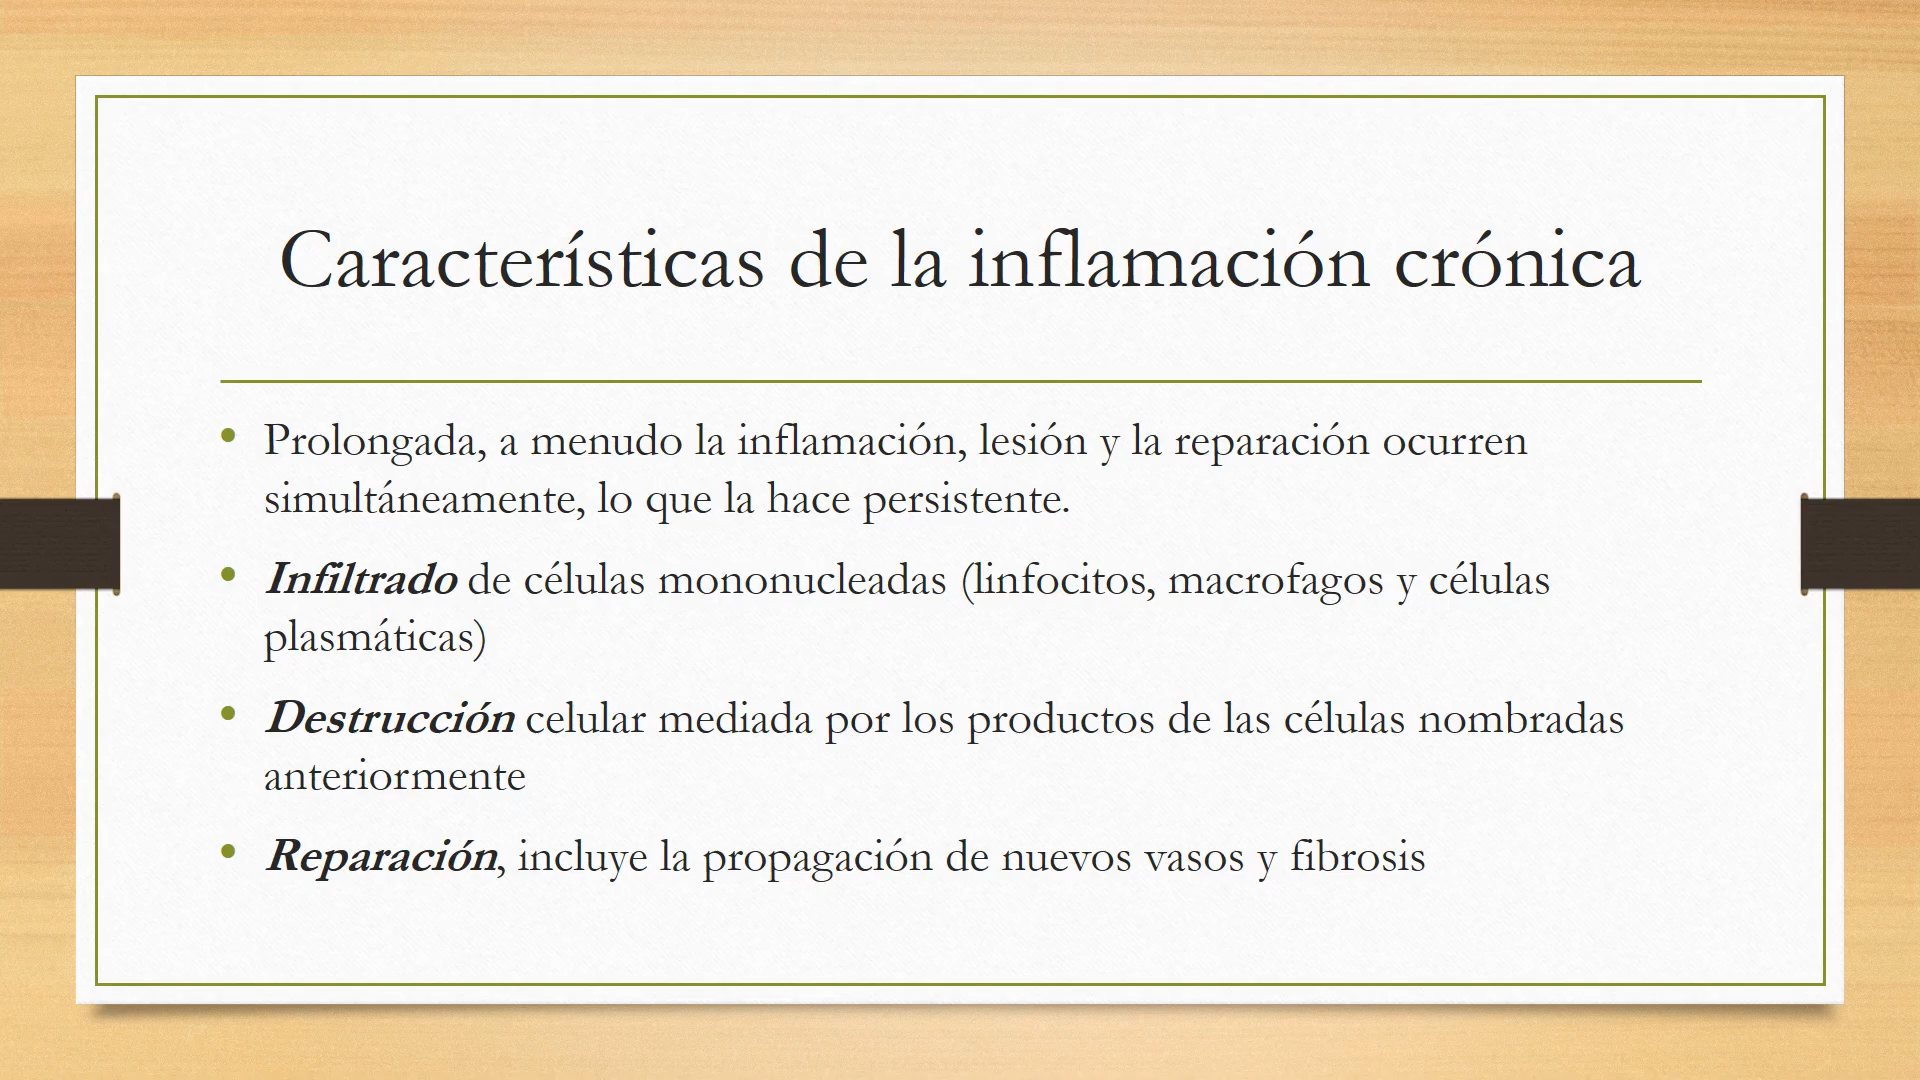 Características de la inflamación crónica
• Prolongada, a menudo la inflamación, lesión y la reparación ocurren
simultáneamente, lo que la hace persistente.
• Infiltrado de células mononucleadas (linfocitos, macrofagos y células
plasmáticas)
• Destrucción celular mediada por los productos de las células nombradas
anteriormente
• Reparación, incluye la propagación de nuevos vasos y fibrosis